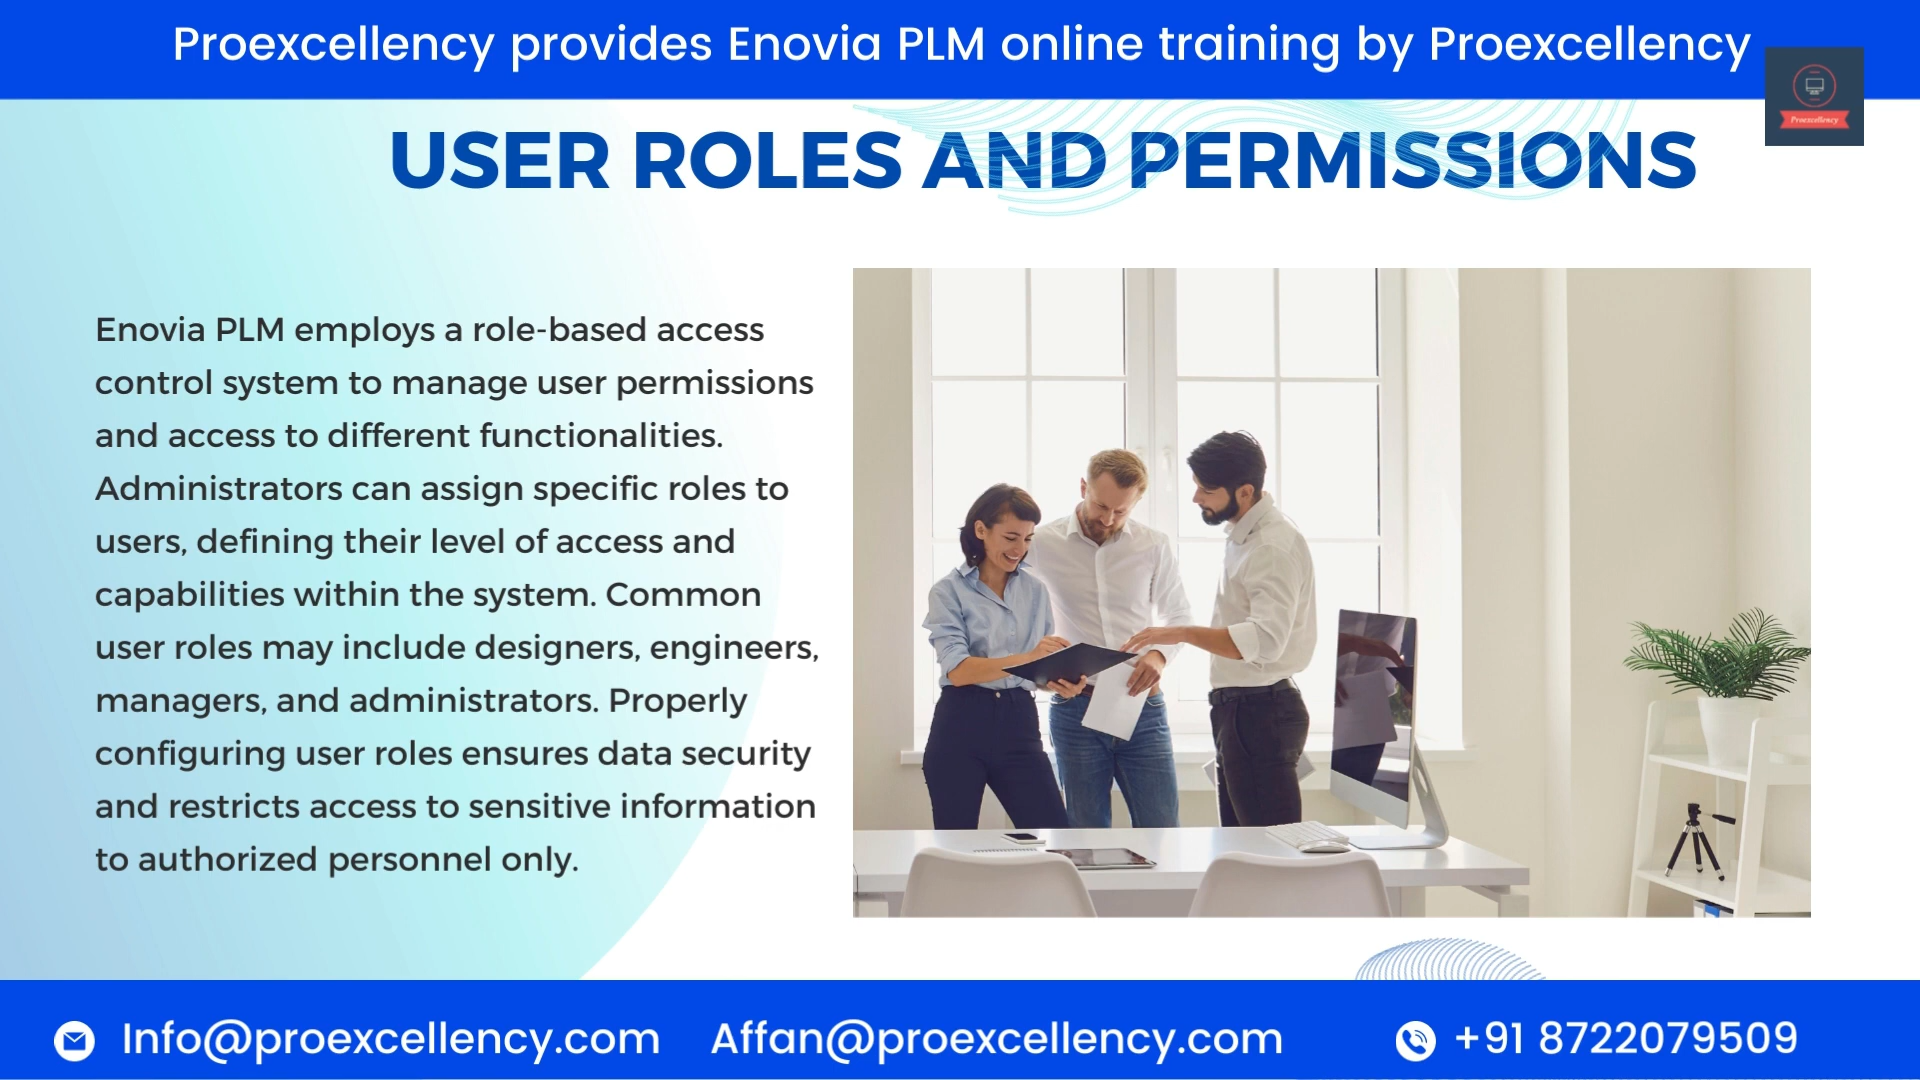 Proexcellency provides Enovia PLM online training by Proexcellency
Proexcellency
USER ROLES AND PERMISSIONS
Enovia PLM employs a role-based access
control system to manage user permissions
and access to different functionalities.
Administrators can assign specific roles to
users, defining their level of access and
capabilities within the system. Common
user roles may include designers, engineers,
managers, and administrators. Properly
configuring user roles ensures data security
and restricts access to sensitive information
to authorized personnel only.
Info@proexcellency.com Affan@proexcellency.com +91 8722079509